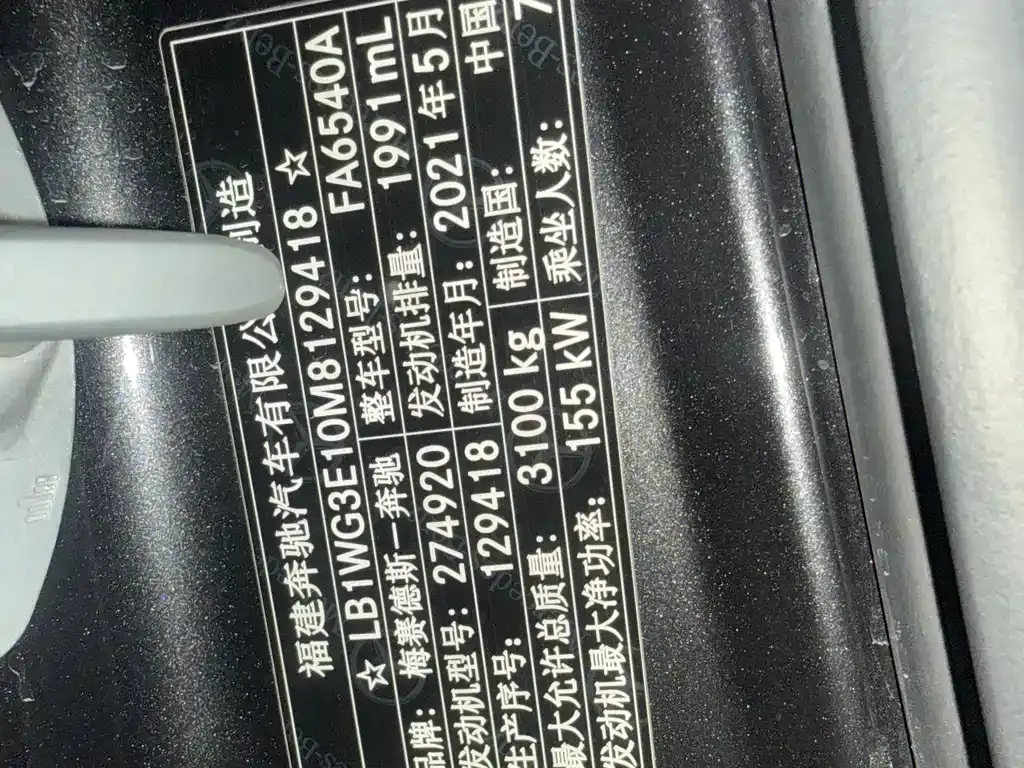 福建奔驰汽车有限公 制造
☆ LB1WG3E10M8129418 ☆
品牌: 梅赛德斯一奔驰 整车型号: FA6540A
发动机型号: 274920 发动机排量: 1991mL
生产序号: 129418 制造年月: 2021年5月
最大允许总质量: 3100 kg 制造国: 中国
发动机最大净功率: 155 kW 乘坐人数: 7